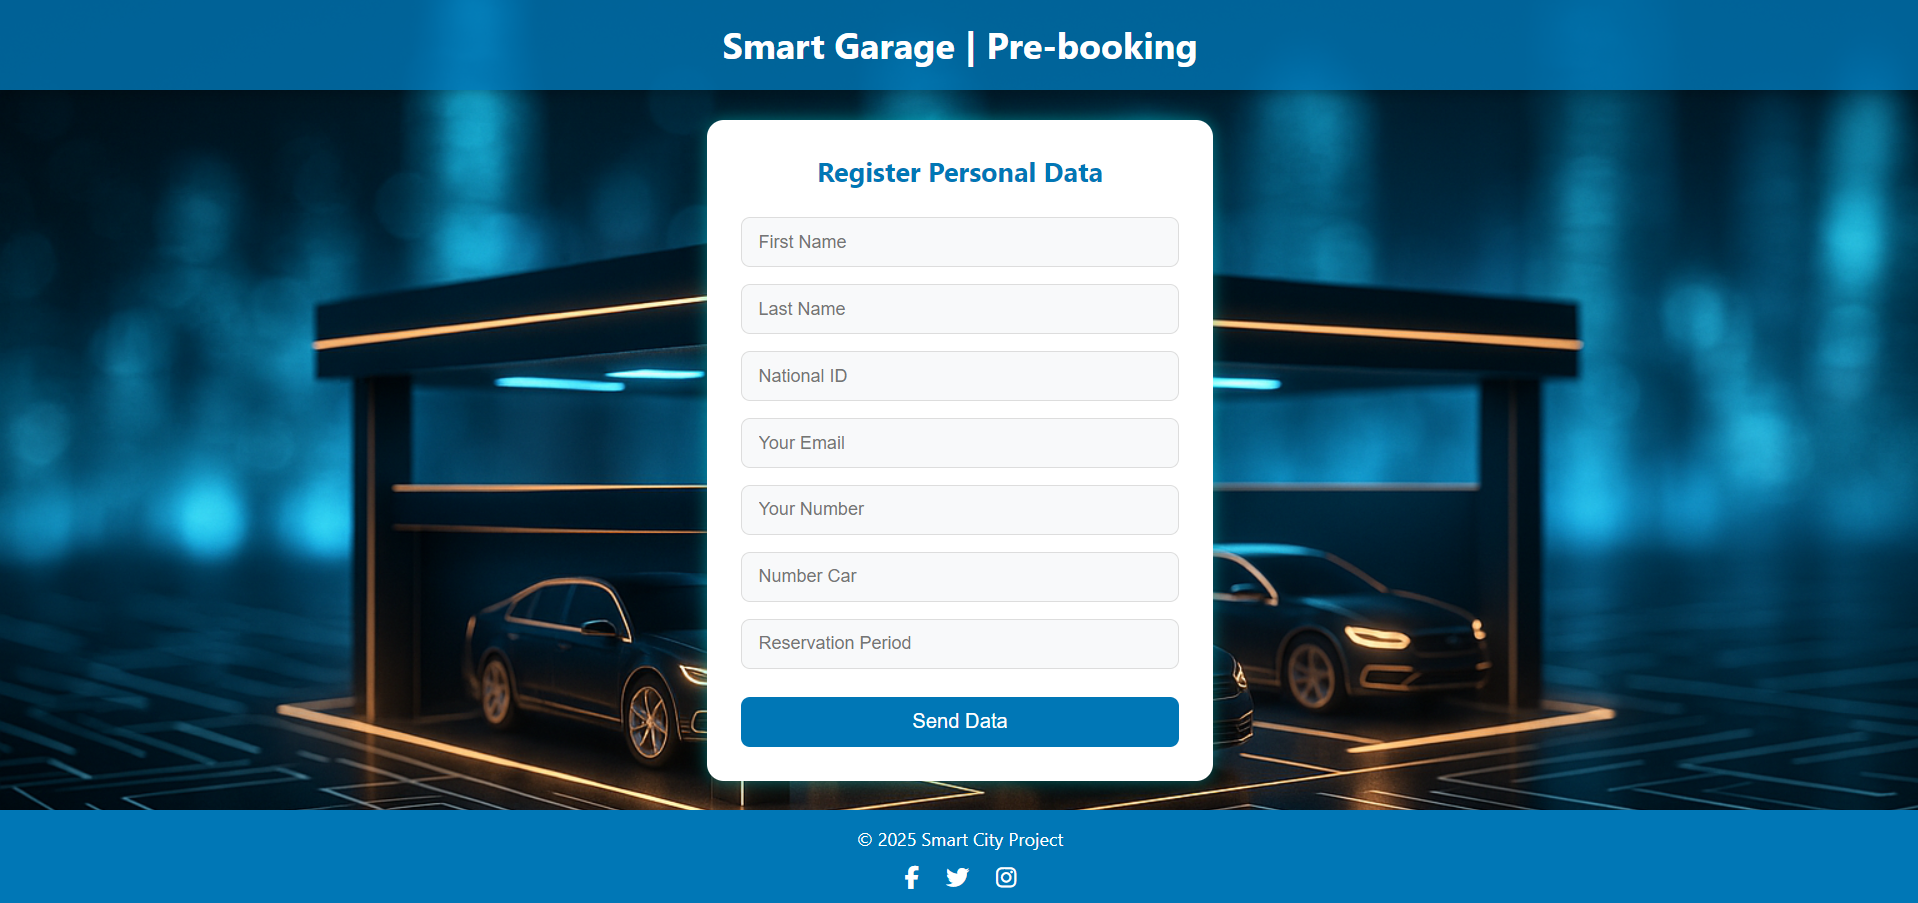 Smart Garage | Pre-booking
Register Personal Data
First Name
Last Name
National ID
Your Email
Your Number
Number Car
Reservation Period
Send Data
© 2025 Smart City Project